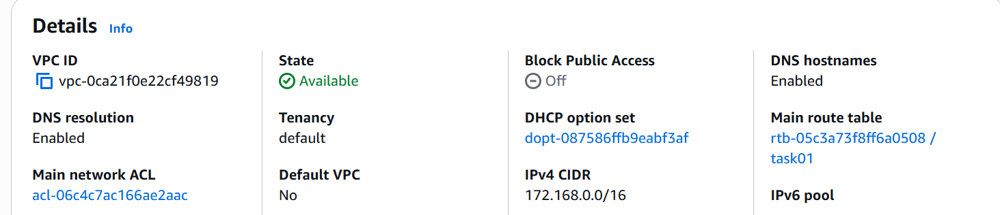 Details Info
VPC ID
vpc-0ca21f0e22cf49819
State
Available
Block Public Access
Off
DNS hostnames
Enabled
DNS resolution
Enabled
Tenancy
default
DHCP option set
dopt-087586ffb9eabf3af
Main route table
rtb-05c3a73f8ff6a0508 /
task01
Main network ACL
acl-06c4c7ac166ae2aac
Default VPC
No
IPv4 CIDR
172.168.0.0/16
IPv6 pool